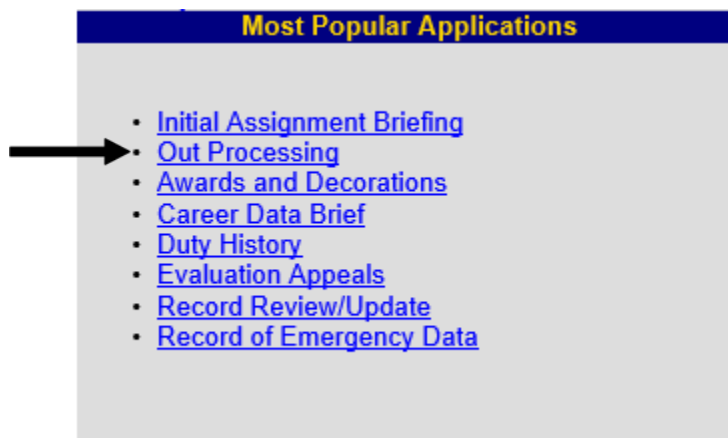 Most Popular Applications
• Initial Assignment Briefing
• Out Processing
• Awards and Decorations
• Career Data Brief
• Duty History
• Evaluation Appeals
• Record Review/Update
• Record of Emergency Data